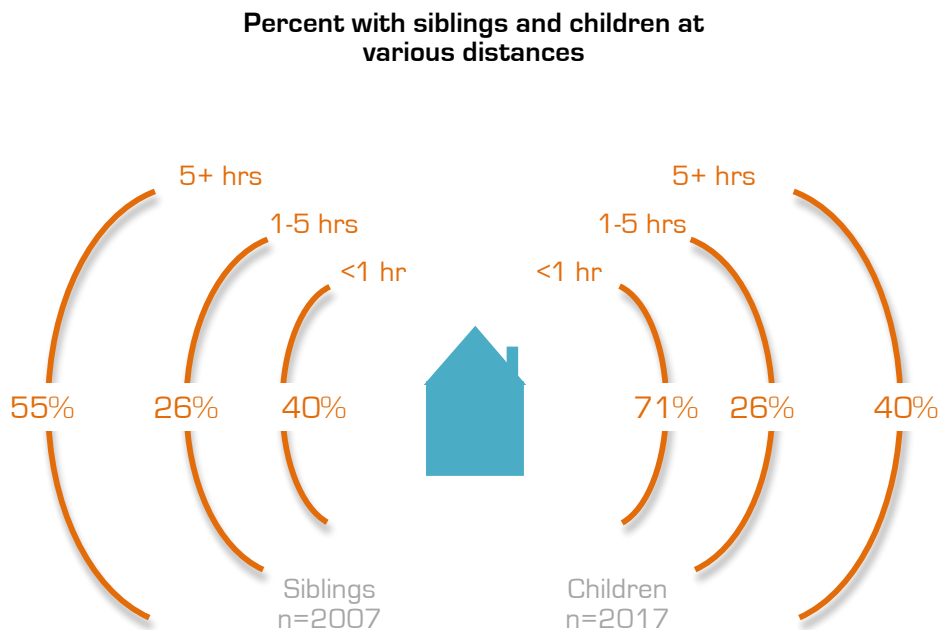 Percent with siblings and children at
various distances
5+ hrs
5+ hrs
1-5 hrs
1-5 hrs
<1 hr
<1 hr
55%
26%
40%
71%
26%
40%
Siblings
n=2007
Children
n=2017